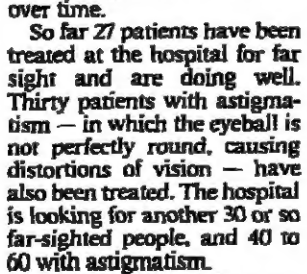 over time.
So far 27 patients have been
treated at the hospital for far
sight and are doing well.
Thirty patients with astigma-
tism — in which the eyeball is
not perfectly round, causing
distortions of vision — have
also been treated. The hospital
is looking for another 30 or so
far-sighted people, and 40 to
60 with astigmatism.